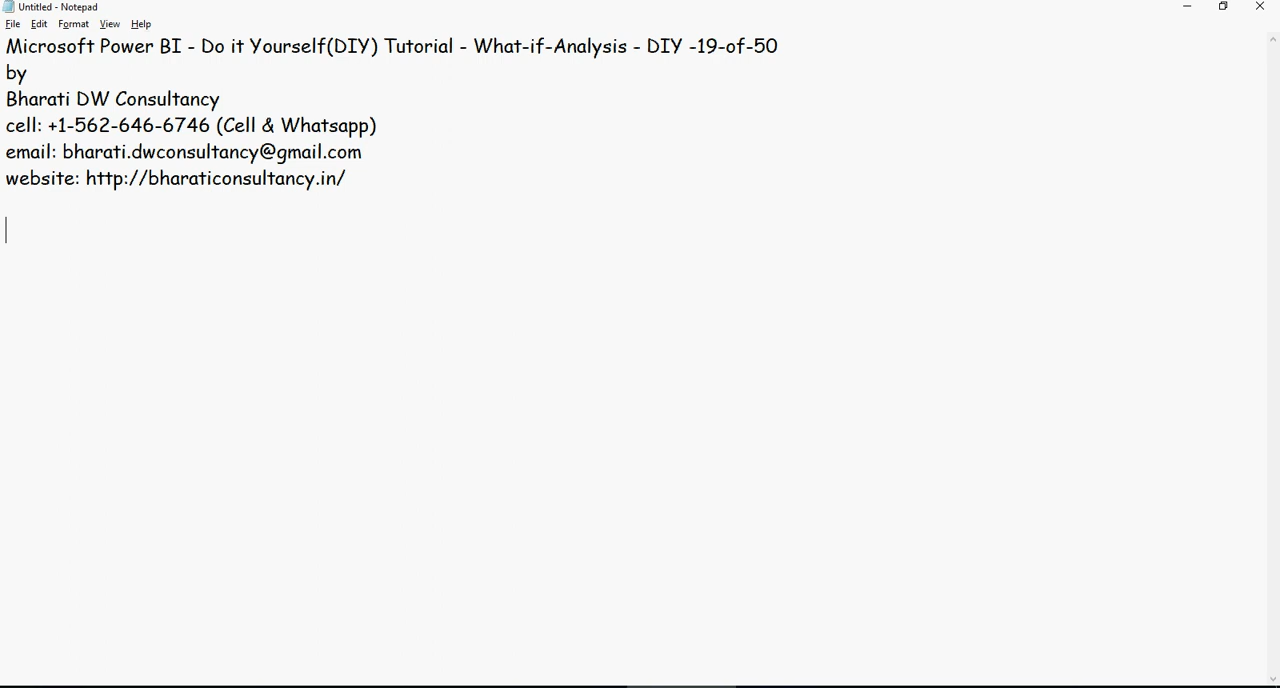 Untitled - Notepad
File Edit Format View Help
Microsoft Power BI - Do it Yourself(DIY) Tutorial - What-if-Analysis - DIY -19-of-50
by
Bharati DW Consultancy
cell: +1-562-646-6746 (Cell & Whatsapp)
email: bharati.dwconsultancy@gmail.com
website: http://bharaticonsultancy.in/